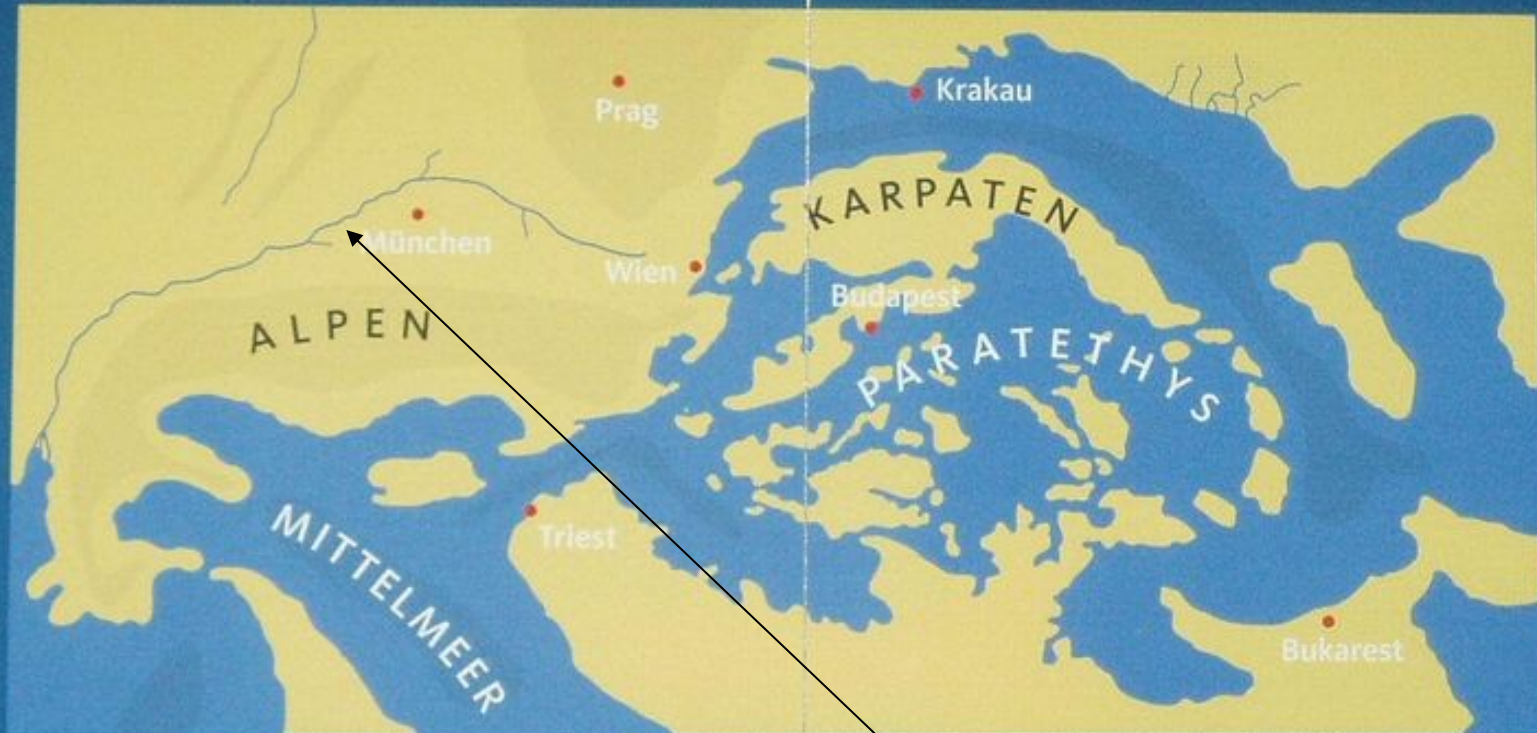 Krakau
Prag
KARPATEN
München
Wien
Budapest
ALPEN
PARATETHYS
MITTELMEER
Triest
Bukarest